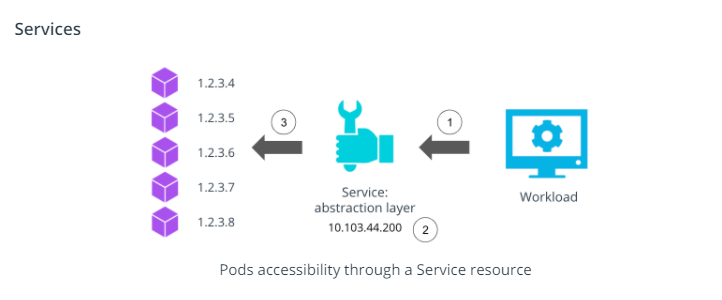 Services
1.2.3.4
1.2.3.5
1.2.3.6
1.2.3.7
1.2.3.8
3
1
Service:
abstraction layer
10.103.44.200
2
Workload
Pods accessibility through a Service resource